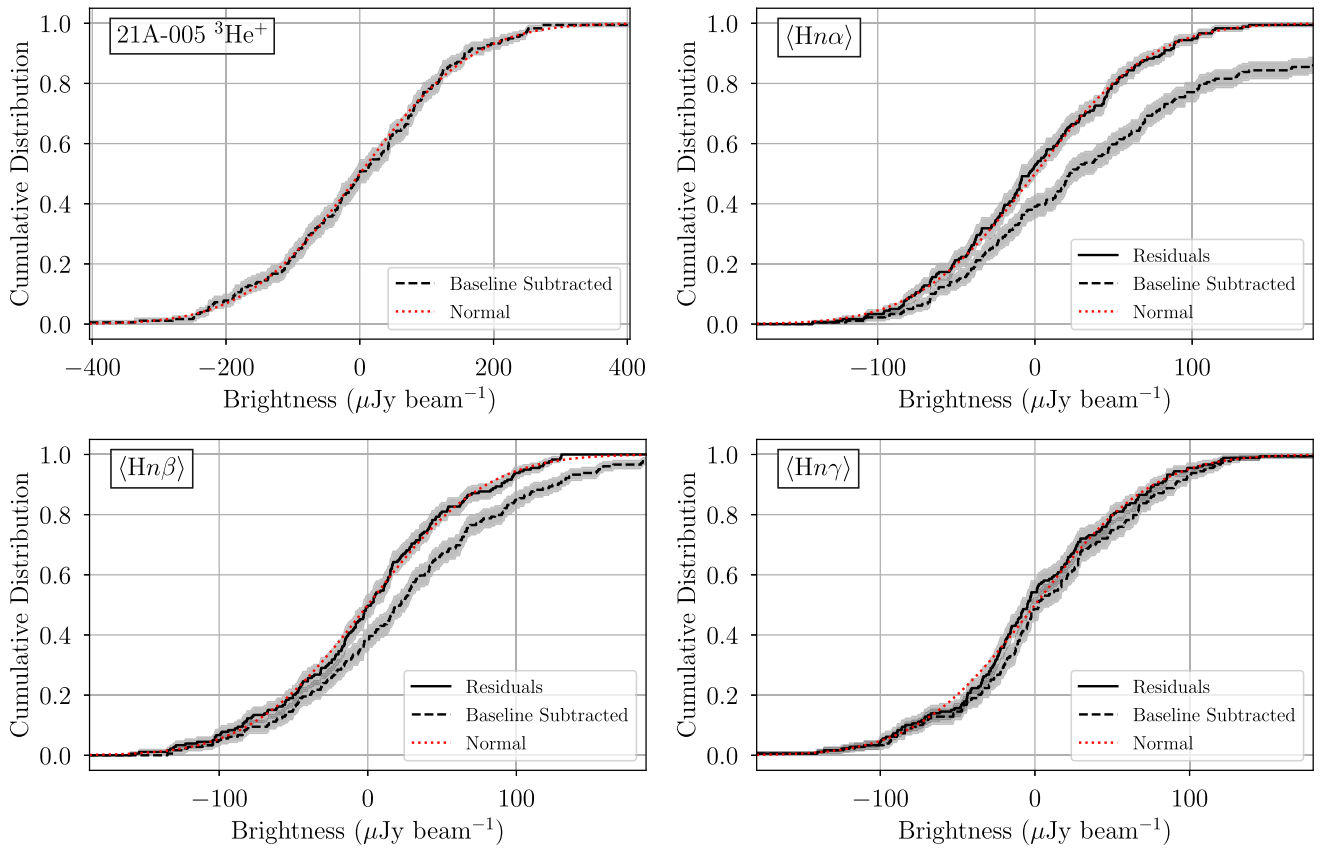 21A-005 ³He⁺
Cumulative Distribution
1.0
0.8
0.6
0.4
0.2
0.0
Baseline Subtracted
Normal
−400 −200 0 200 400
Brightness (μJy beam⁻¹)
⟨Hnα⟩
Cumulative Distribution
1.0
0.8
0.6
0.4
0.2
0.0
Residuals
Baseline Subtracted
Normal
−100 0 100
Brightness (μJy beam⁻¹)
⟨Hnβ⟩
Cumulative Distribution
1.0
0.8
0.6
0.4
0.2
0.0
Residuals
Baseline Subtracted
Normal
−100 0 100
Brightness (μJy beam⁻¹)
⟨Hnγ⟩
Cumulative Distribution
1.0
0.8
0.6
0.4
0.2
0.0
Residuals
Baseline Subtracted
Normal
−100 0 100
Brightness (μJy beam⁻¹)